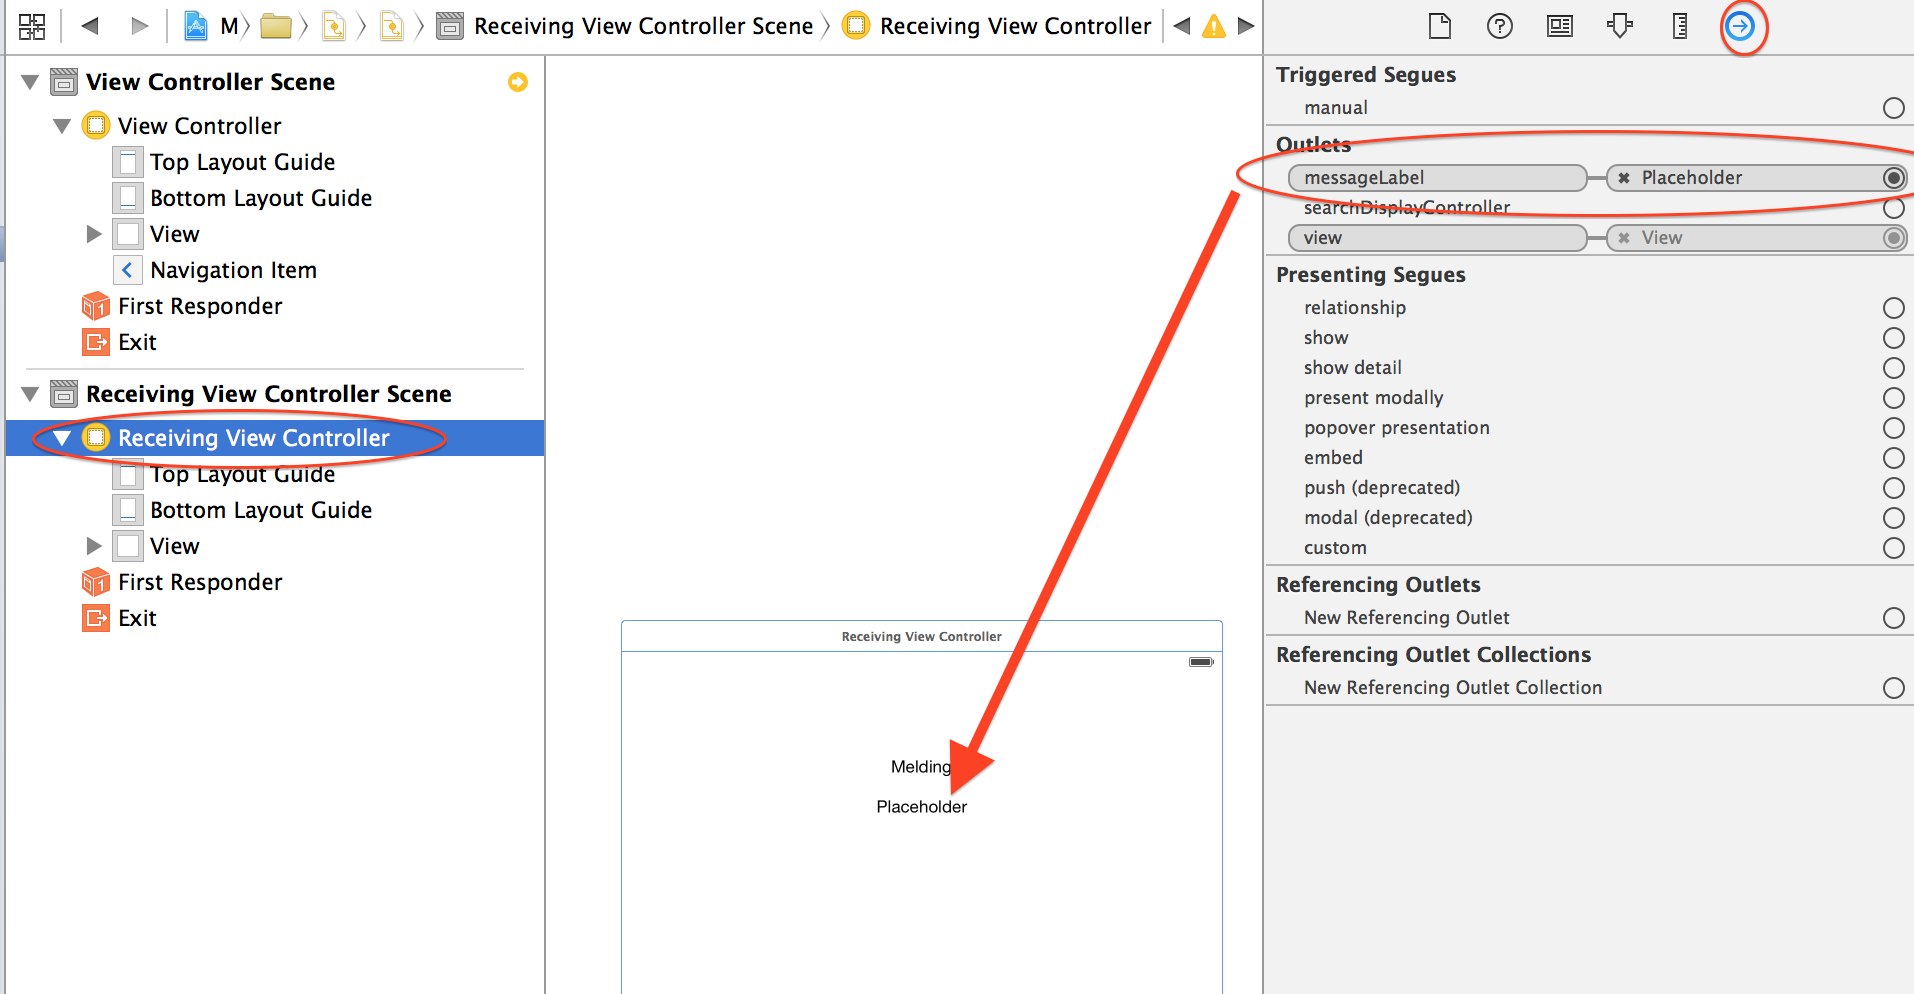 M
Receiving View Controller Scene
Receiving View Controller
View Controller Scene
View Controller
Top Layout Guide
Bottom Layout Guide
View
Navigation Item
First Responder
Exit
Receiving View Controller Scene
Receiving View Controller
Top Layout Guide
Bottom Layout Guide
View
First Responder
Exit
Receiving View Controller
Melding
Placeholder
Triggered Segues
manual
Outlets
messageLabel
Placeholder
searchDisplayController
view
View
Presenting Segues
relationship
show
show detail
present modally
popover presentation
embed
push (deprecated)
modal (deprecated)
custom
Referencing Outlets
New Referencing Outlet
Referencing Outlet Collections
New Referencing Outlet Collection